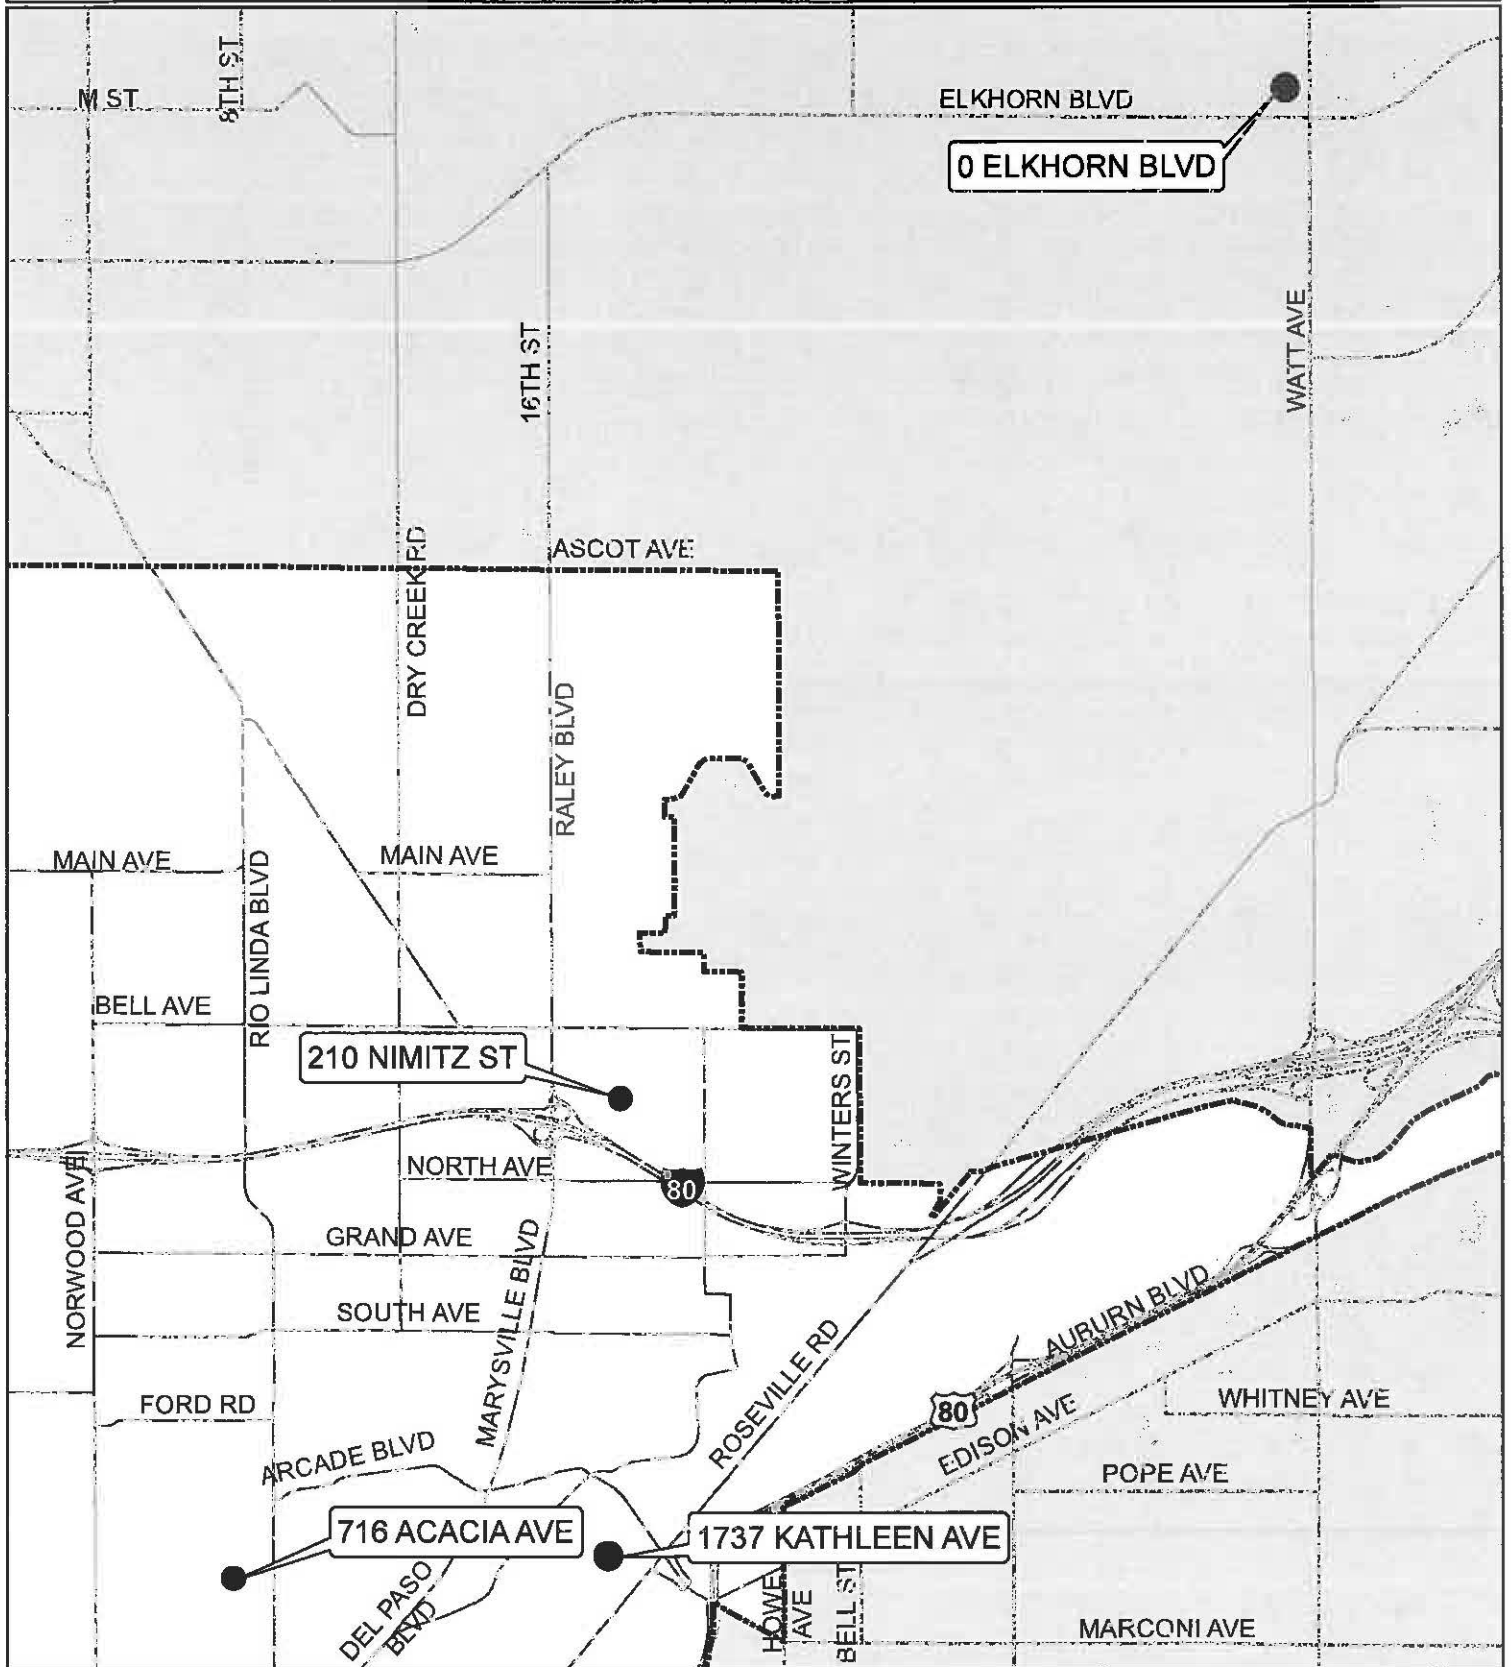 8TH ST
M ST
ELKHORN BLVD
0 ELKHORN BLVD
16TH ST
WATT AVE
ASCOT AVE
DRY CREEK RD
RALEY BLVD
MAIN AVE
MAIN AVE
RIO LINDA BLVD
BELL AVE
210 NIMITZ ST
WINTERS ST
NORWOOD AVE
NORTH AVE
80
GRAND AVE
MARYSVILLE BLVD
SOUTH AVE
AUBURN BLVD
ROSEVILLE RD
FORD RD
80
WHITNEY AVE
EDISON AVE
ARCADE BLVD
POPE AVE
716 ACACIA AVE
1737 KATHLEEN AVE
DEL PASO
BLVD
HOWE
AVE
BELL ST
MARCONI AVE